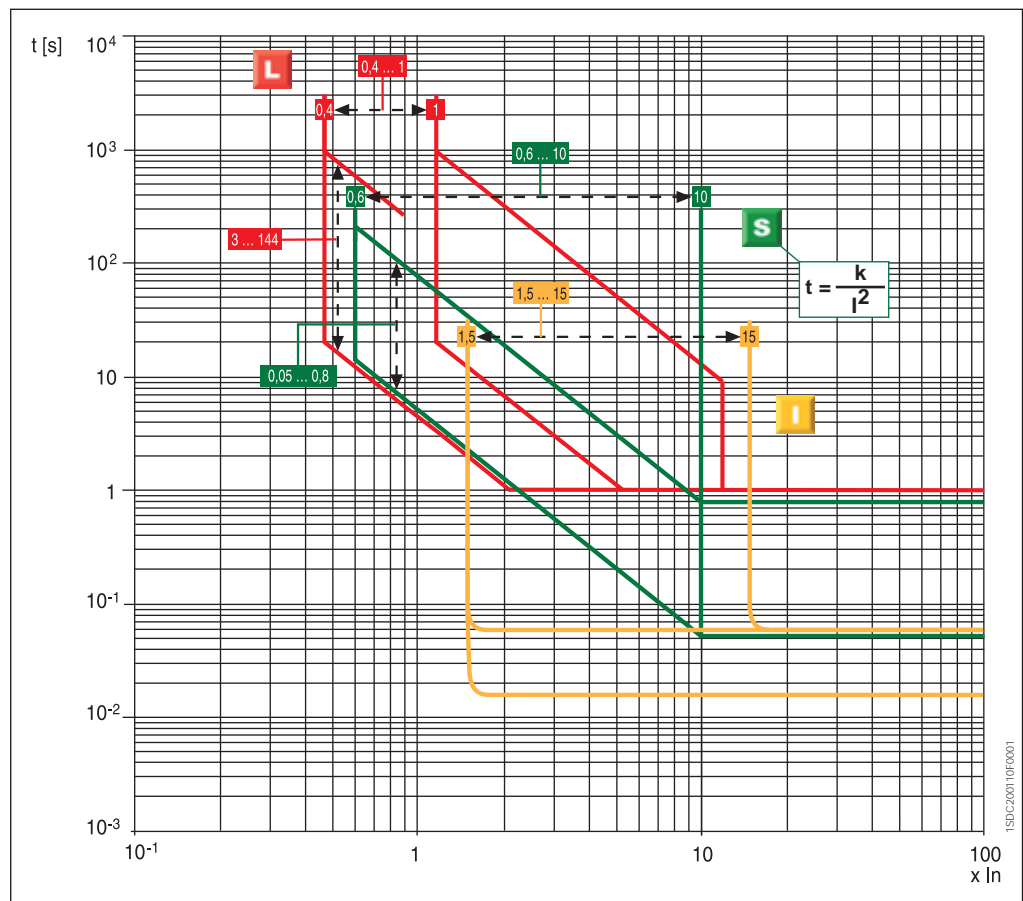 t [s]
10⁴
L
0,4 ... 1
0,4
1
10³
0,6 ... 10
0,6
10
S
3 ... 144
t = k / I²
10²
1,5 ... 15
1,5
15
10
0,05 ... 0,8
I
1
10⁻¹
10⁻²
10⁻³
10⁻¹
1
10
100
x In
1SDC200110F0001